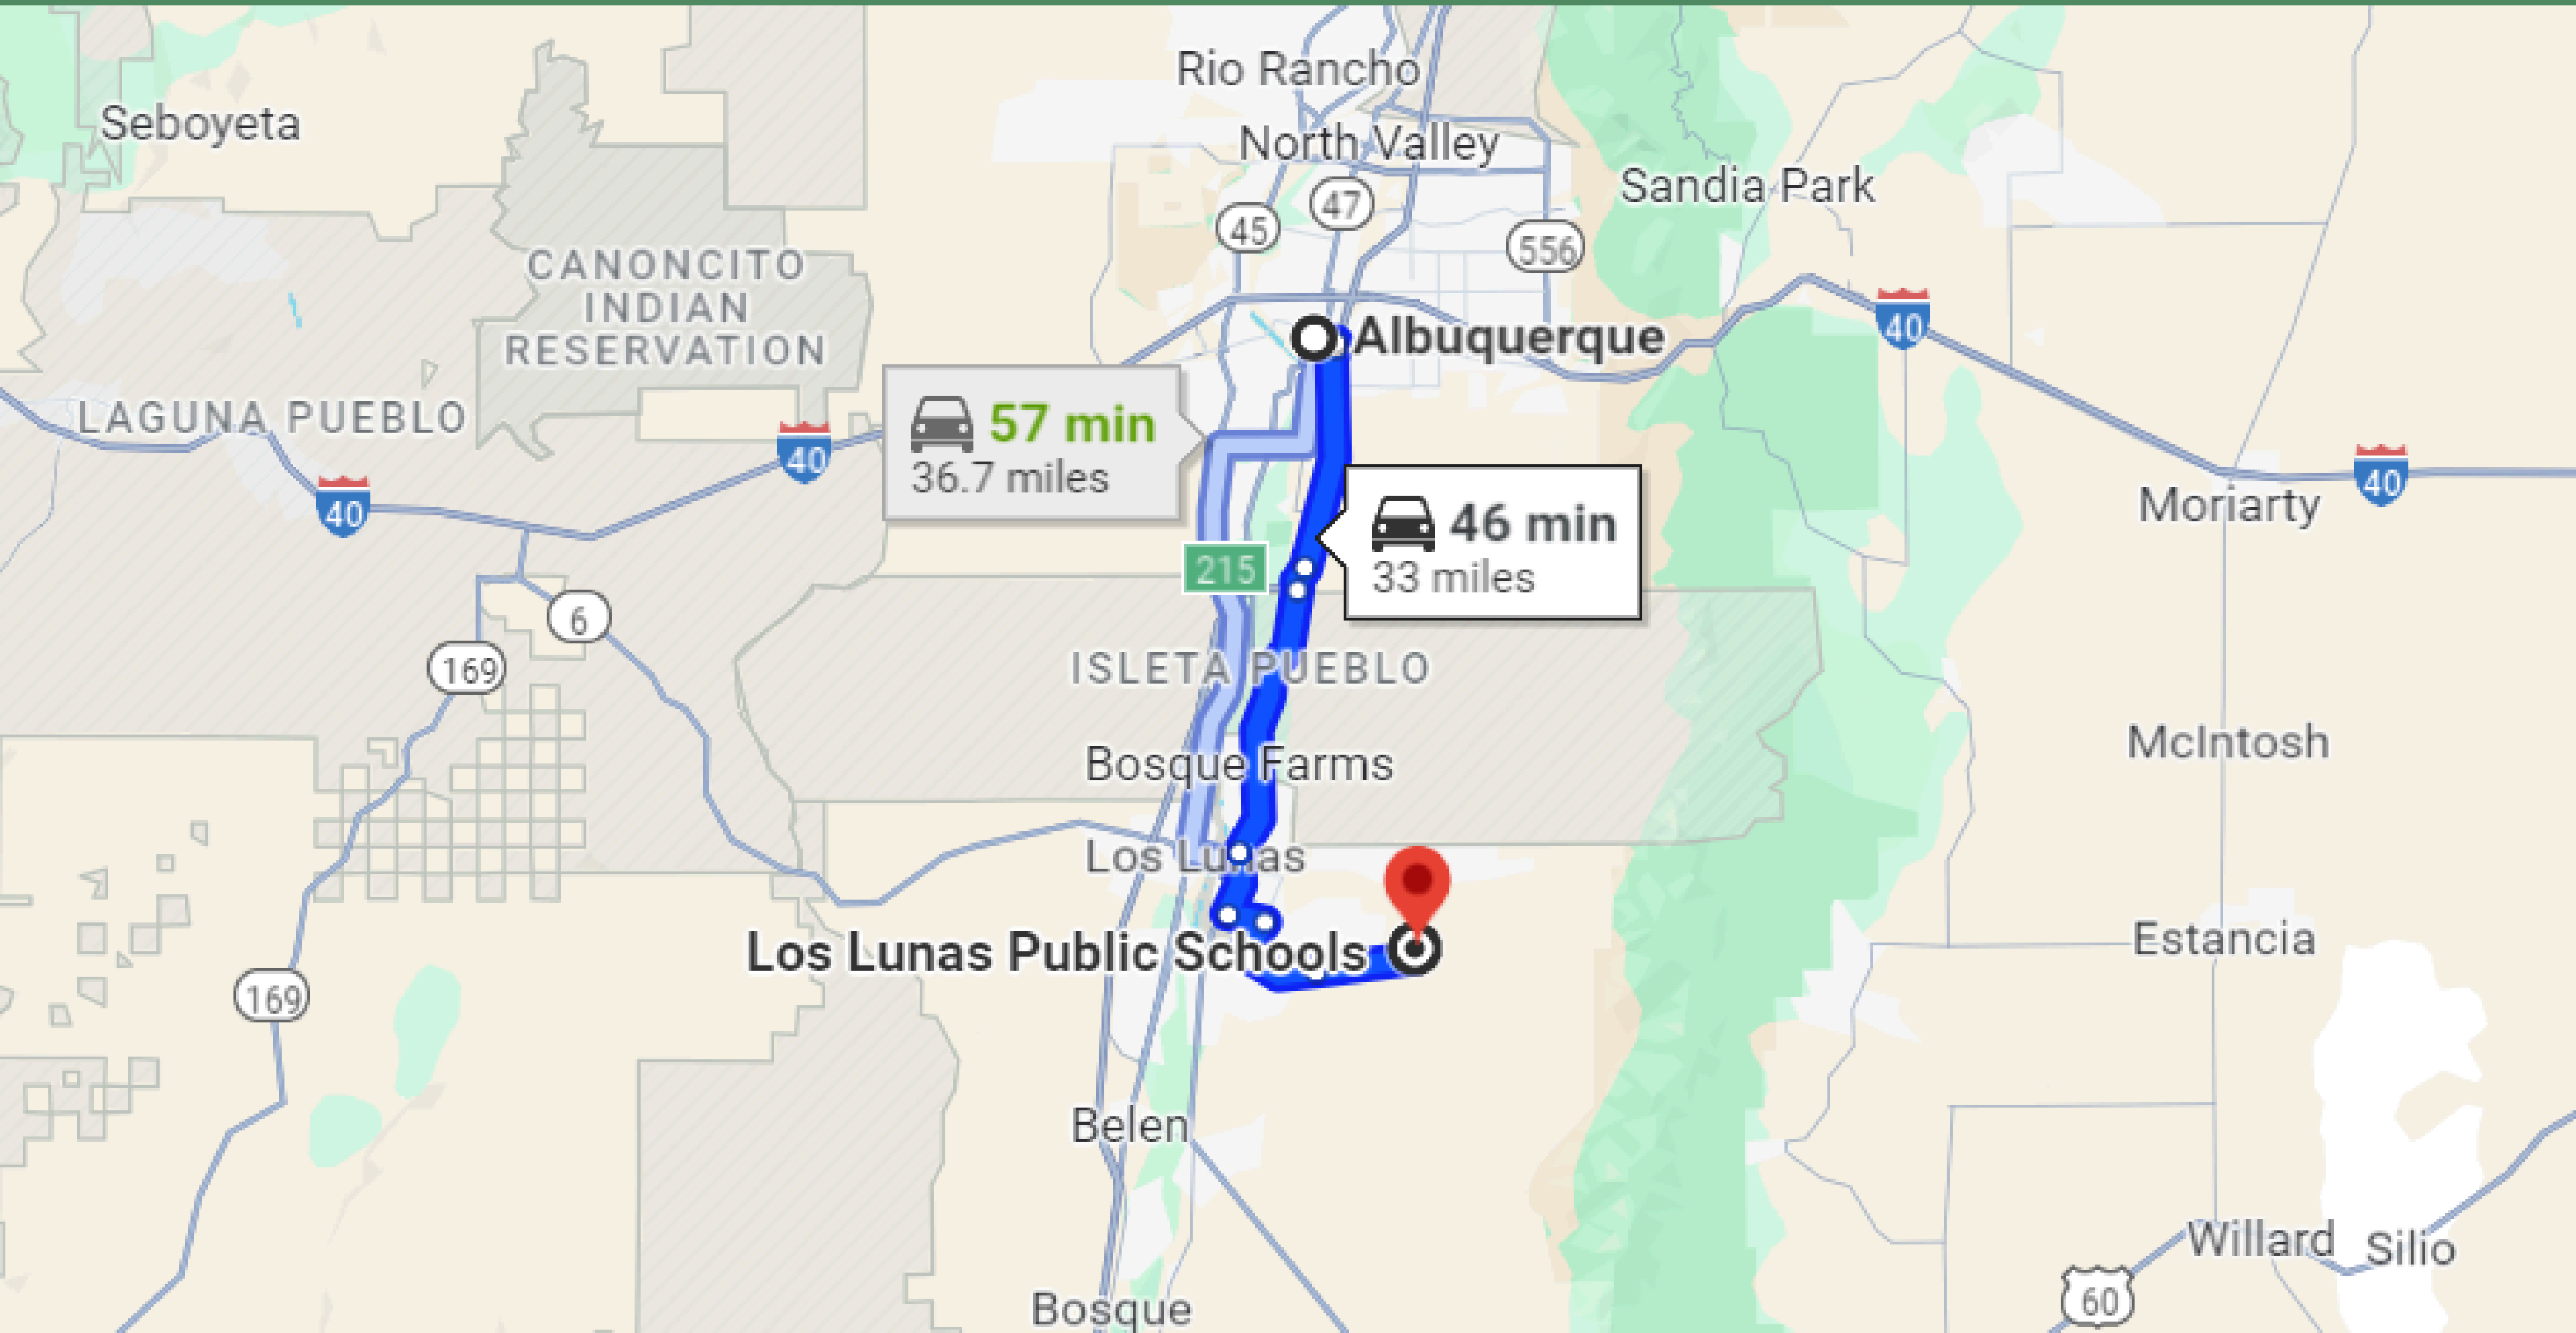 Rio Rancho
Seboyeta
North Valley
Sandia Park
47
45
556
CANONCITO
INDIAN
RESERVATION
40
Albuquerque
LAGUNA PUEBLO
57 min
36.7 miles
40
40
40
Moriarty
46 min
33 miles
215
6
169
ISLETA PUEBLO
McIntosh
Bosque Farms
Los Lunas
Estancia
Los Lunas Public Schools
169
Belen
Willard
Silio
60
Bosque